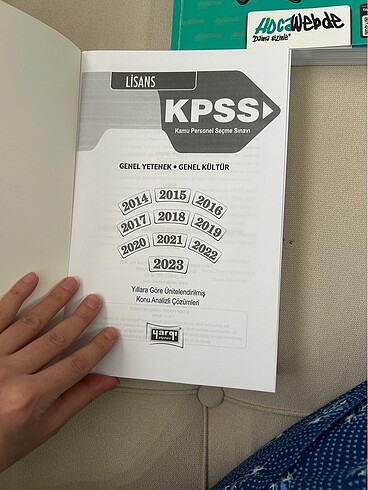 HOCAWEBDE
"Daima sizinle"
LİSANS
KPSS
Kamu Personel Seçme Sınavı
GENEL YETENEK • GENEL KÜLTÜR
2014 2015 2016
2017 2018 2019
2020 2021 2022
2023
Yıllara Göre Ünitelendirilmiş
Konu Analizli Çözümleri
yargı